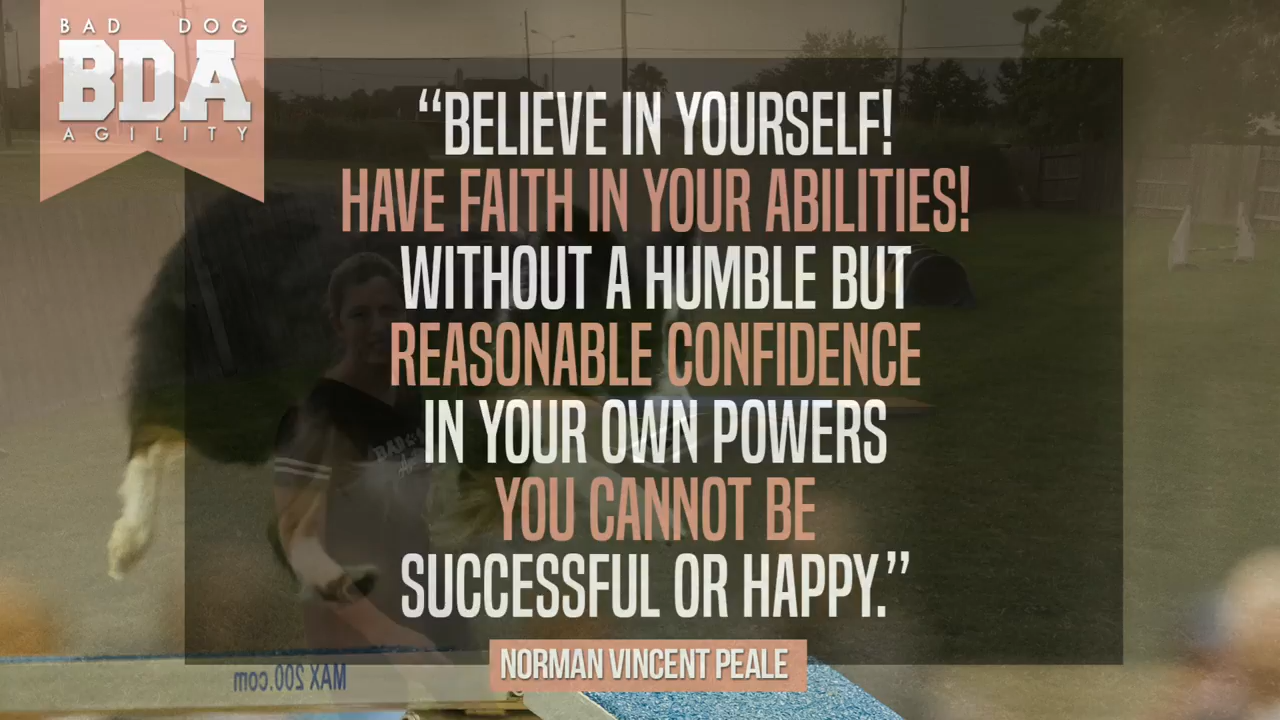 BAD DOG
BDA
AGILITY
“BELIEVE IN YOURSELF!
HAVE FAITH IN YOUR ABILITIES!
WITHOUT A HUMBLE BUT
REASONABLE CONFIDENCE
IN YOUR OWN POWERS
YOU CANNOT BE
SUCCESSFUL OR HAPPY.”
NORMAN VINCENT PEALE
MAX 200.com